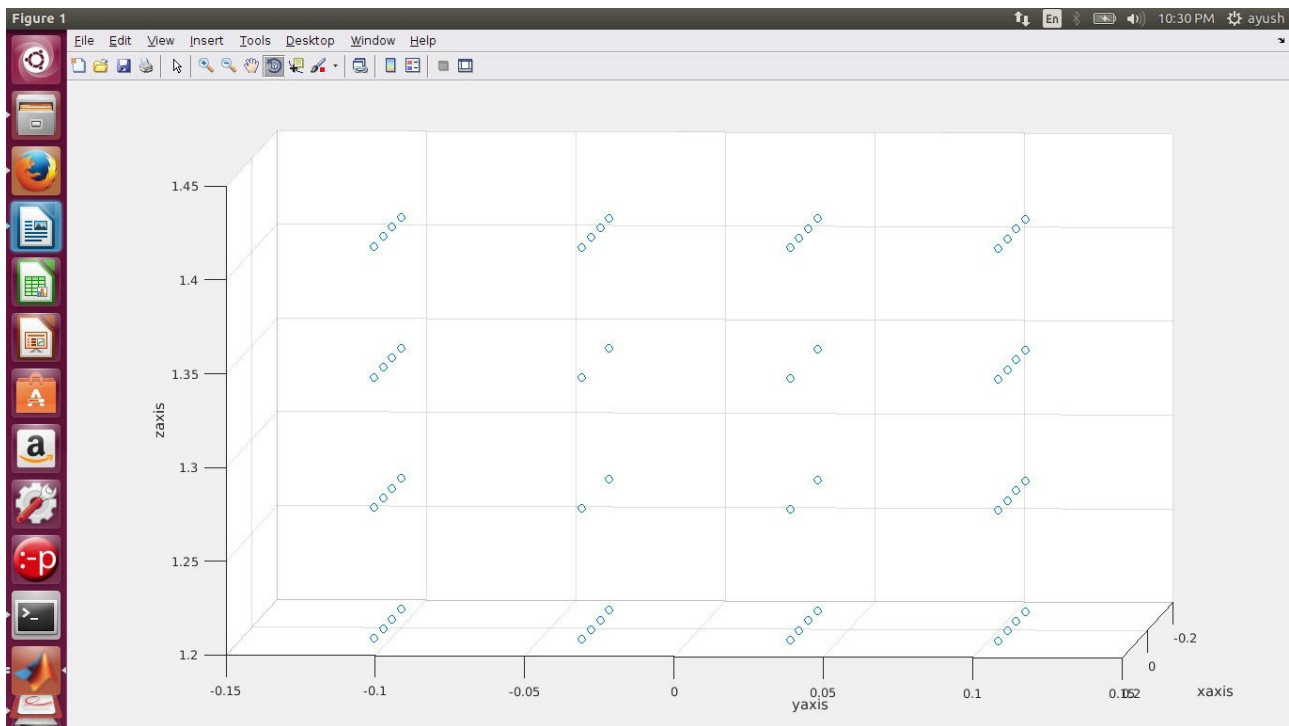 Figure 1
En
10:30 PM
ayush
File Edit View Insert Tools Desktop Window Help
1.45
1.4
1.35
1.3
1.25
1.2
zaxis
-0.15
-0.1
-0.05
0
0.05
0.1
0.15
0.2
yaxis
-0.2
0
xaxis
A
a
:-p
>_